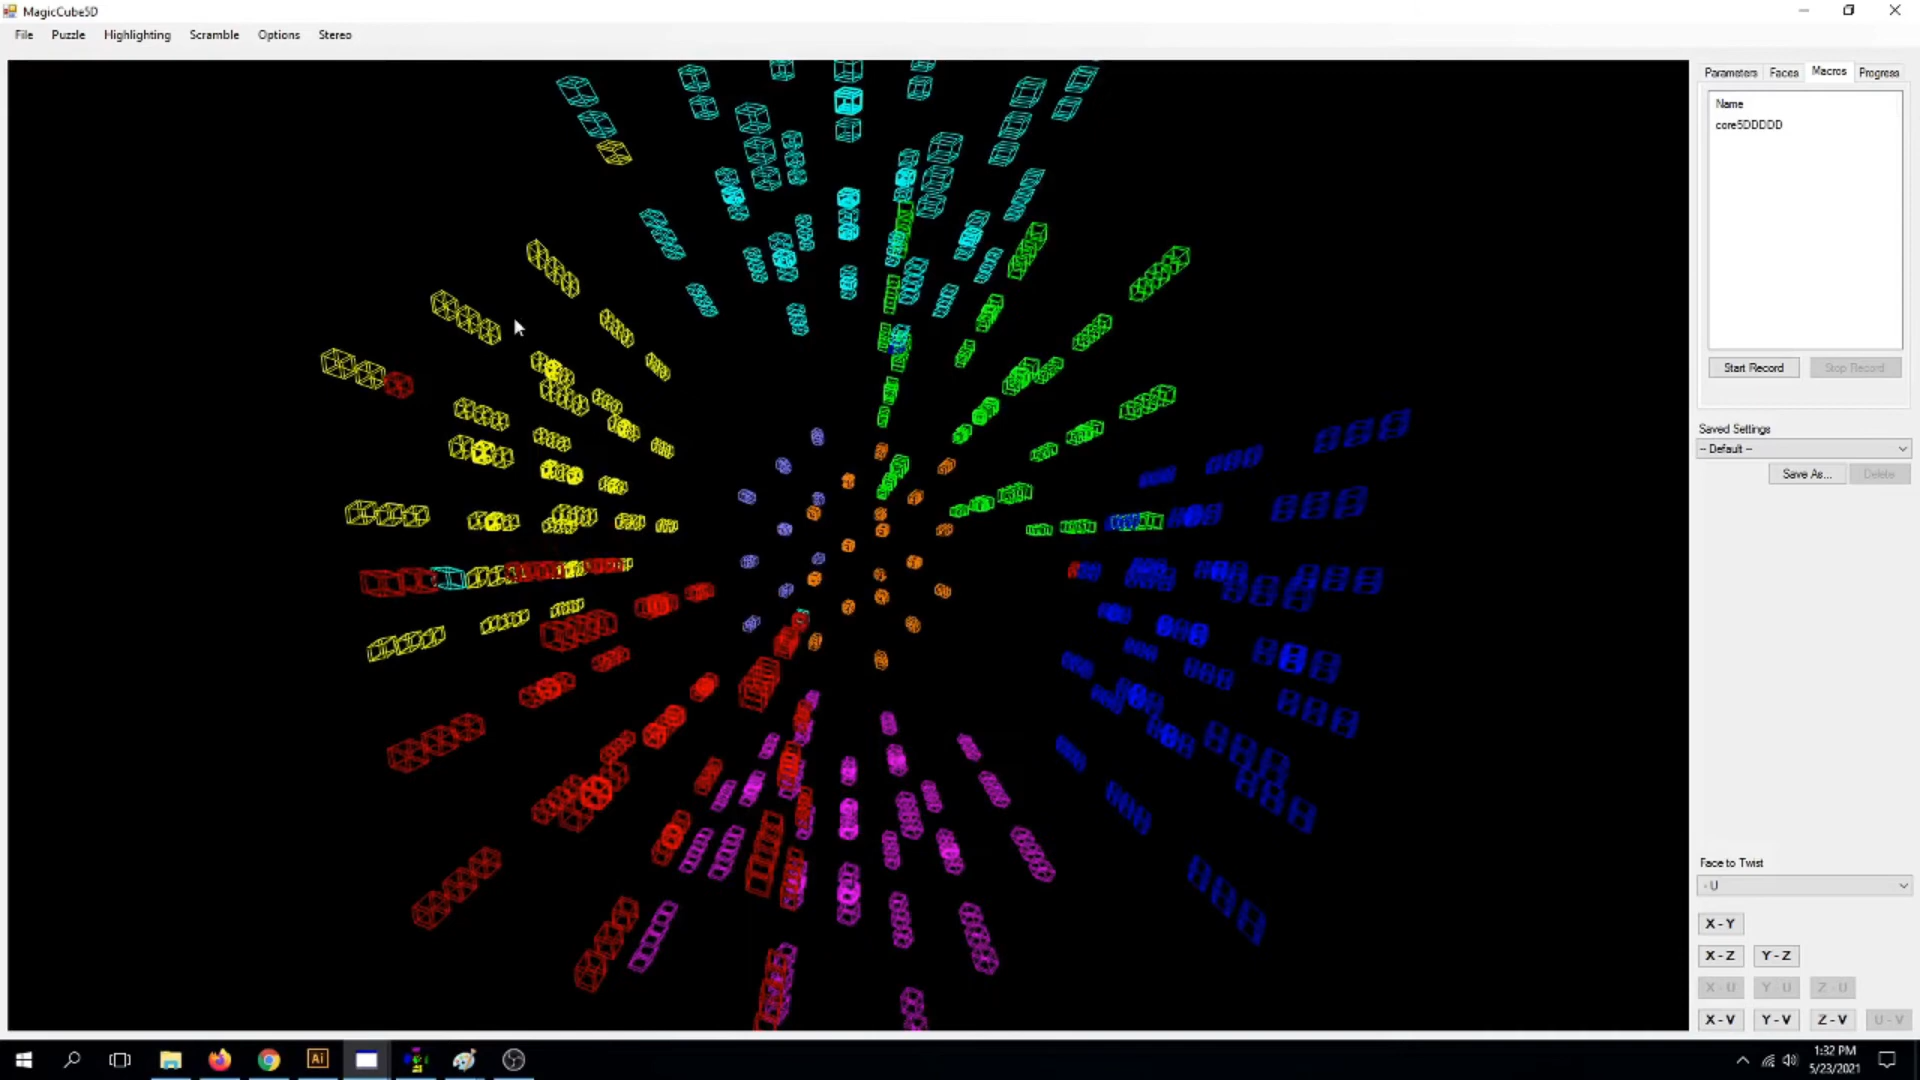 MagicCube5D
File Puzzle Highlighting Scramble Options Stereo
Parameters Faces Macros Progress
Name
core5DDDDD
Start Record Stop Record
Saved Settings
-- Default --
Save As... Delete
Face to Twist
- U
X - Y
X - Z Y - Z
X - U Y - U Z - U
X - V Y - V Z - V U - V
Ai
1:32 PM
5/23/2021